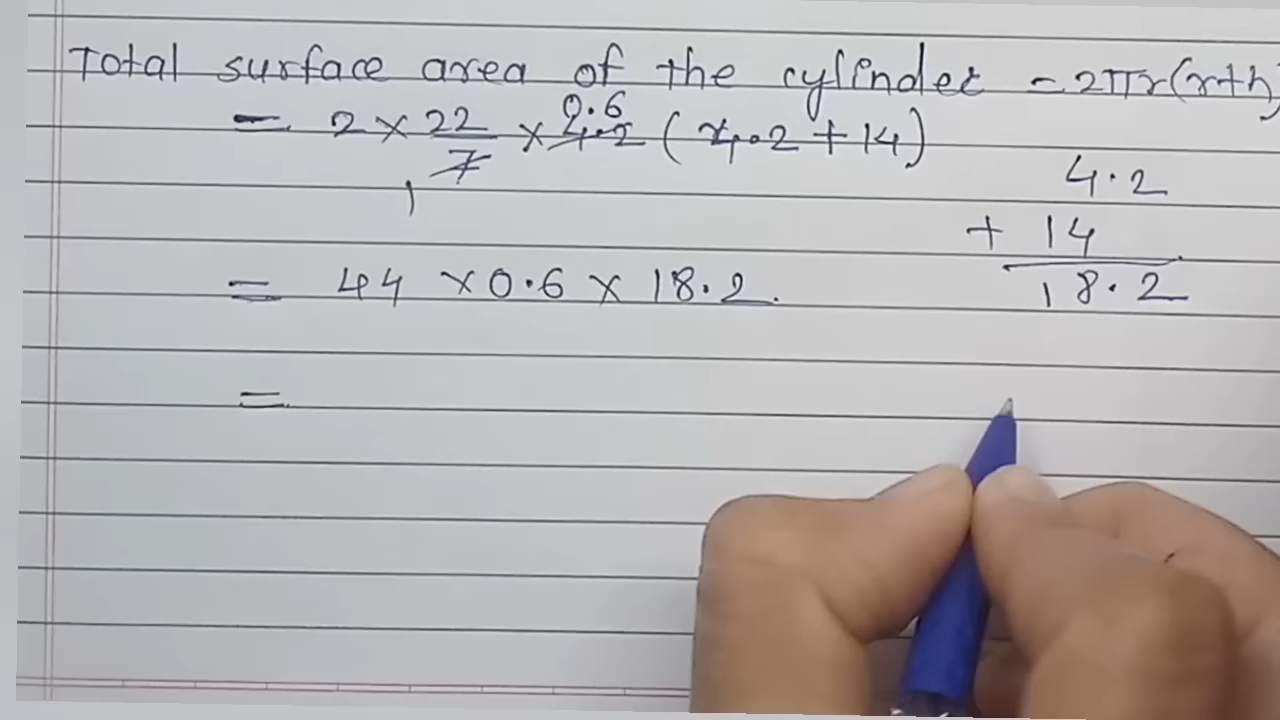 Total surface area of the cylinder = 2πr(r+h)
= 2 × 22/7 × 4.2 (4.2 + 14)
0.6
1
4.2
+ 14
18.2
= 44 × 0.6 × 18.2
=